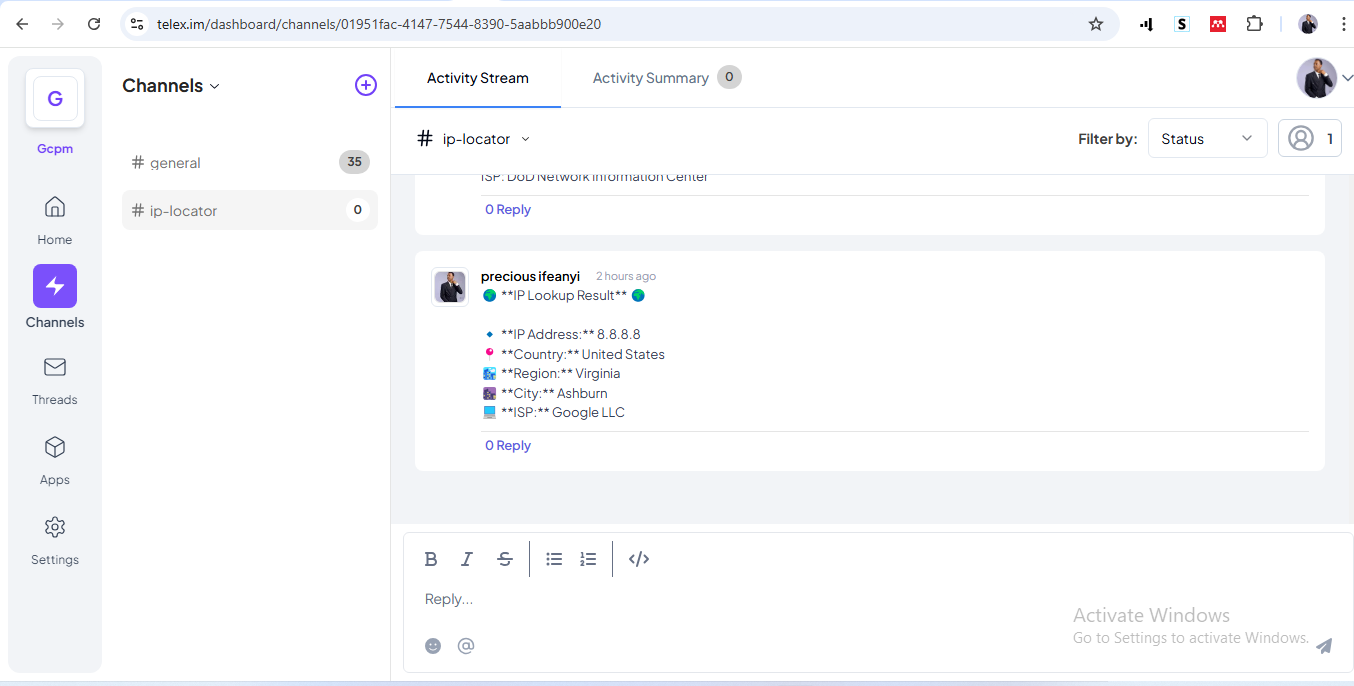 telex.im/dashboard/channels/01951fac-4147-7544-8390-5aabbb900e20
S
G
Gcpm
Home
Channels
Threads
Apps
Settings
Channels
# general 35
# ip-locator 0
Activity Stream
Activity Summary 0
# ip-locator
Filter by:
Status
1
ISP: DoD Network Information Center
0 Reply
precious ifeanyi 2 hours ago
🌍 **IP Lookup Result** 🌍
🔹 **IP Address:** 8.8.8.8
📍 **Country:** United States
🏙 **Region:** Virginia
🌆 **City:** Ashburn
💻 **ISP:** Google LLC
0 Reply
B I S </>
Reply...
@
Activate Windows
Go to Settings to activate Windows.